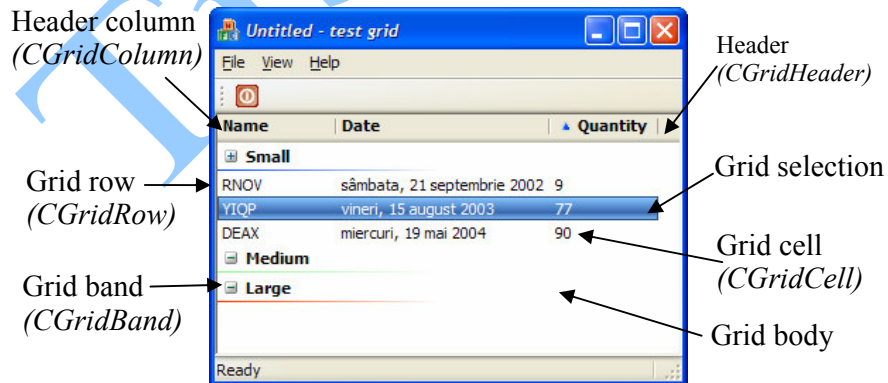 Header column
(CGridColumn)
Untitled - test grid
Header
(CGridHeader)
File View Help
Name Date Quantity
Small
Grid selection
Grid row
(CGridRow)
RNOV sâmbata, 21 septembrie 2002 9
YIQP vineri, 15 august 2003 77
DEAX miercuri, 19 mai 2004 90
Grid cell
(CGridCell)
Medium
Grid band
(CGridBand)
Large
Grid body
Ready